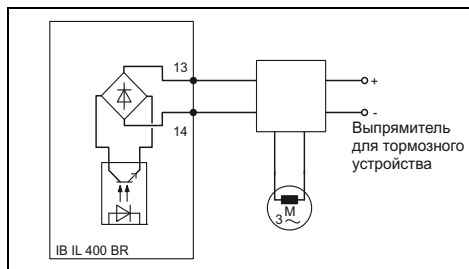 13
14
+
-
Выпрямитель
для тормозного
устройства
M
3 ~
IB IL 400 BR